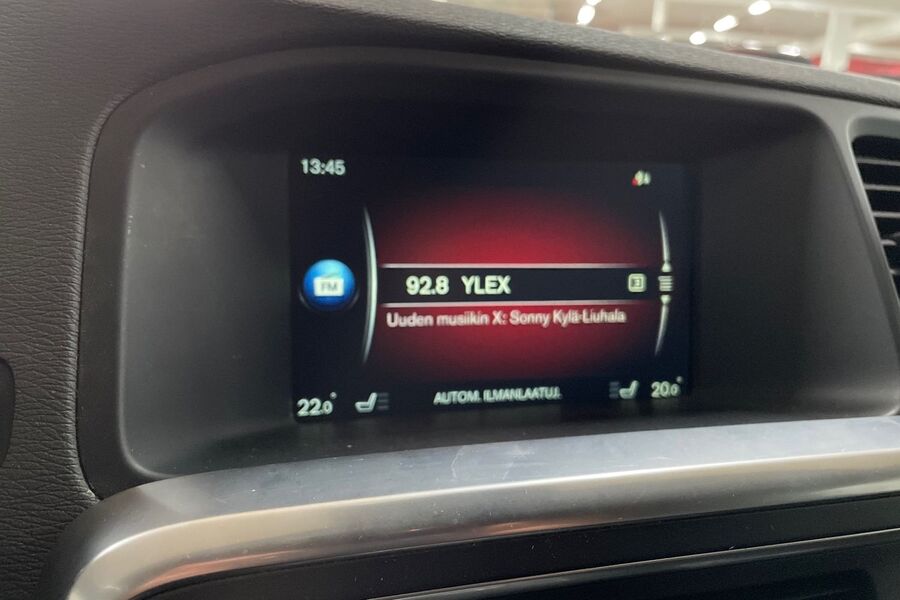 13:45
FM
92.8 YLEX
Uuden musiikin X: Sonny Kylä-Liuhala
22.0° AUTOM. ILMANLAATUJ. 20.0°